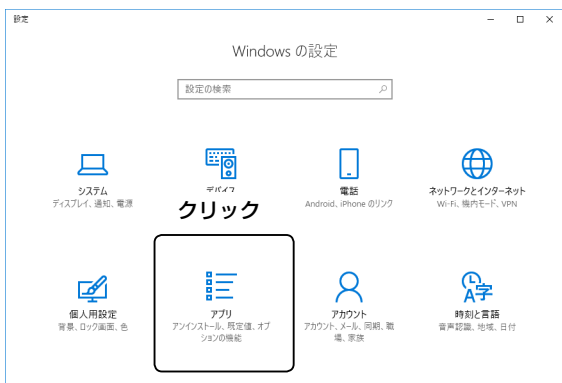 設定
Windows の設定
設定の検索
システム
ディスプレイ、通知、電源
デバイス
電話
Android、iPhone のリンク
ネットワークとインターネット
Wi-Fi、機内モード、VPN
クリック
個人用設定
背景、ロック画面、色
アプリ
アンインストール、既定値、オプ
ションの機能
アカウント
アカウント、メール、同期、職
場、家族
時刻と言語
音声認識、地域、日付